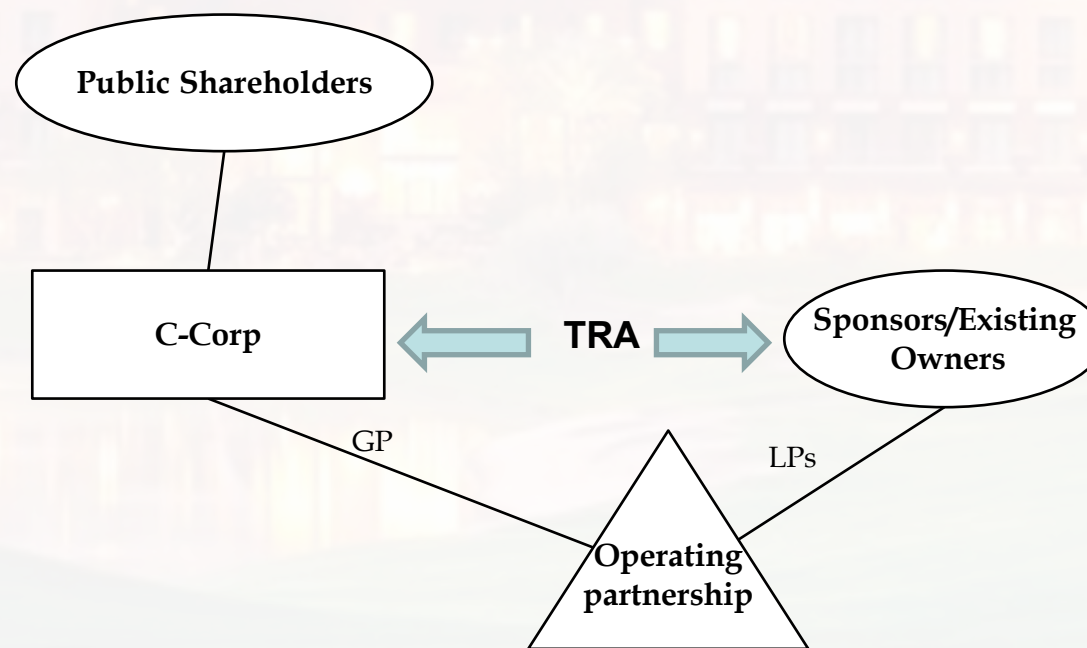 Public Shareholders
C-Corp
TRA
Sponsors/Existing
Owners
GP
LPs
Operating
partnership